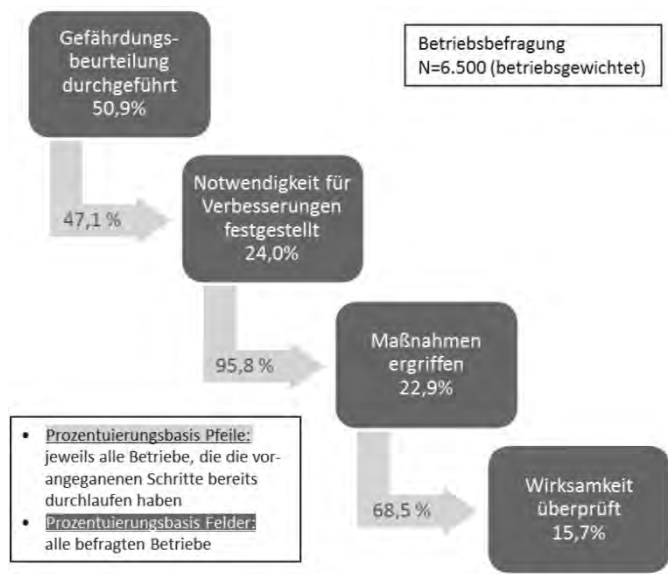 Gefährdungs-
beurteilung
durchgeführt
50,9%
Betriebsbefragung
N=6.500 (betriebsgewichtet)
47,1 %
Notwendigkeit für
Verbesserungen
festgestellt
24,0%
95,8 %
Maßnahmen
ergriffen
22,9%
• Prozentuierungsbasis Pfeile:
jeweils alle Betriebe, die die vor-
angeganenen Schritte bereits
durchlaufen haben
• Prozentuierungsbasis Felder:
alle befragten Betriebe
68,5 %
Wirksamkeit
überprüft
15,7%